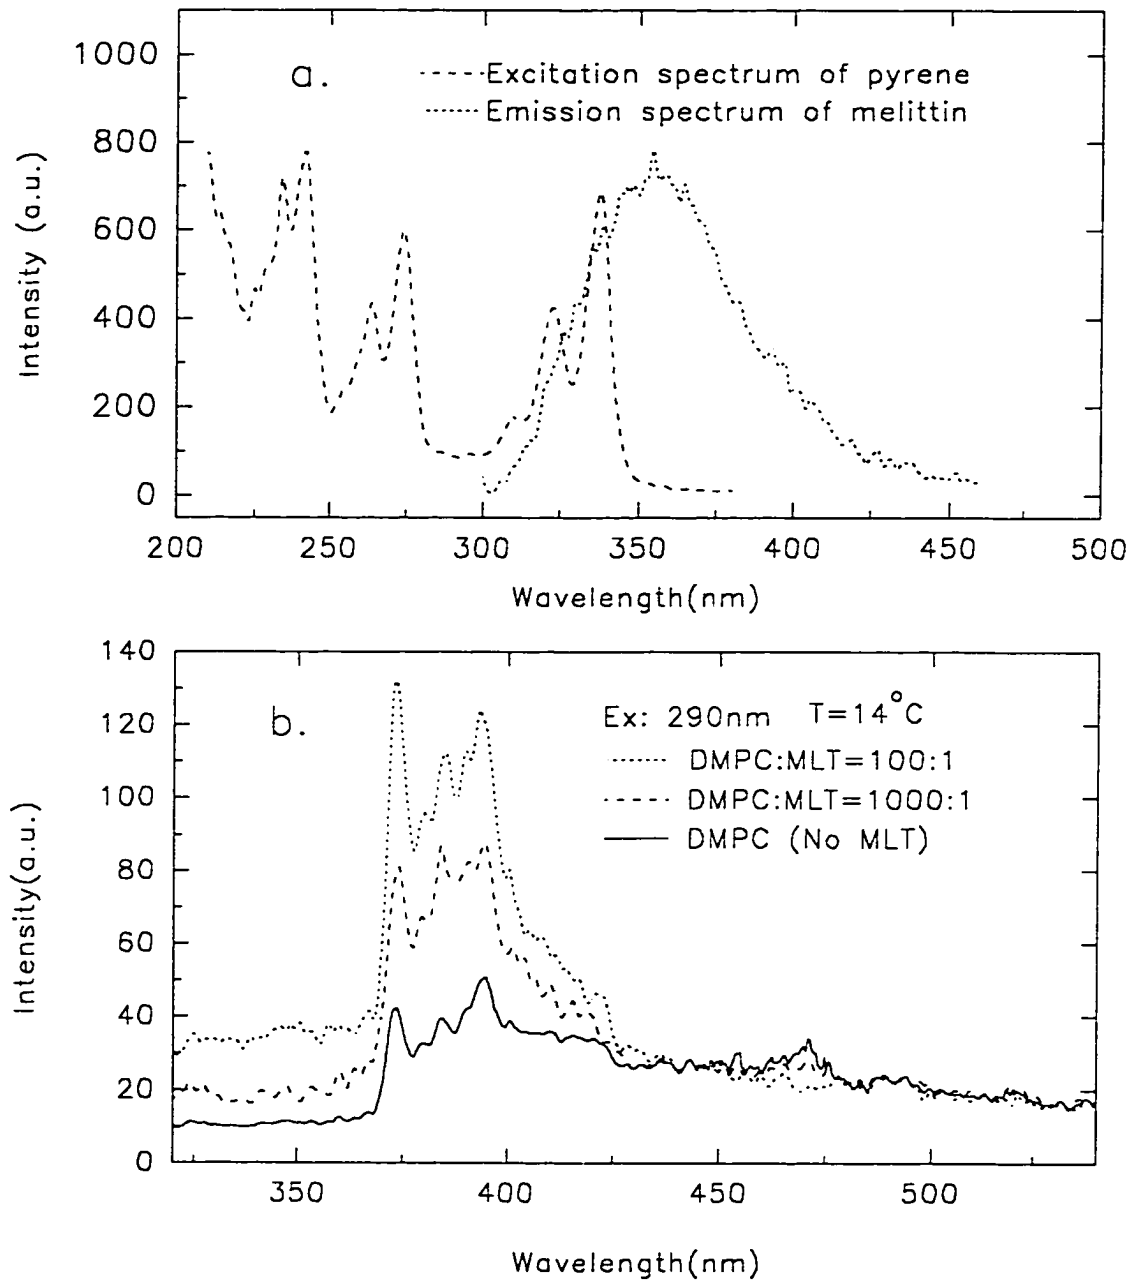 1000
800
600
400
200
0
Intensity (a.u.)
a.
Excitation spectrum of pyrene
Emission spectrum of melittin
200 250 300 350 400 450 500
Wavelength(nm)
140
120
100
80
60
40
20
0
Intensity(a.u.)
b.
Ex: 290nm T=14°C
DMPC:MLT=100:1
DMPC:MLT=1000:1
DMPC (No MLT)
350 400 450 500
Wavelength(nm)